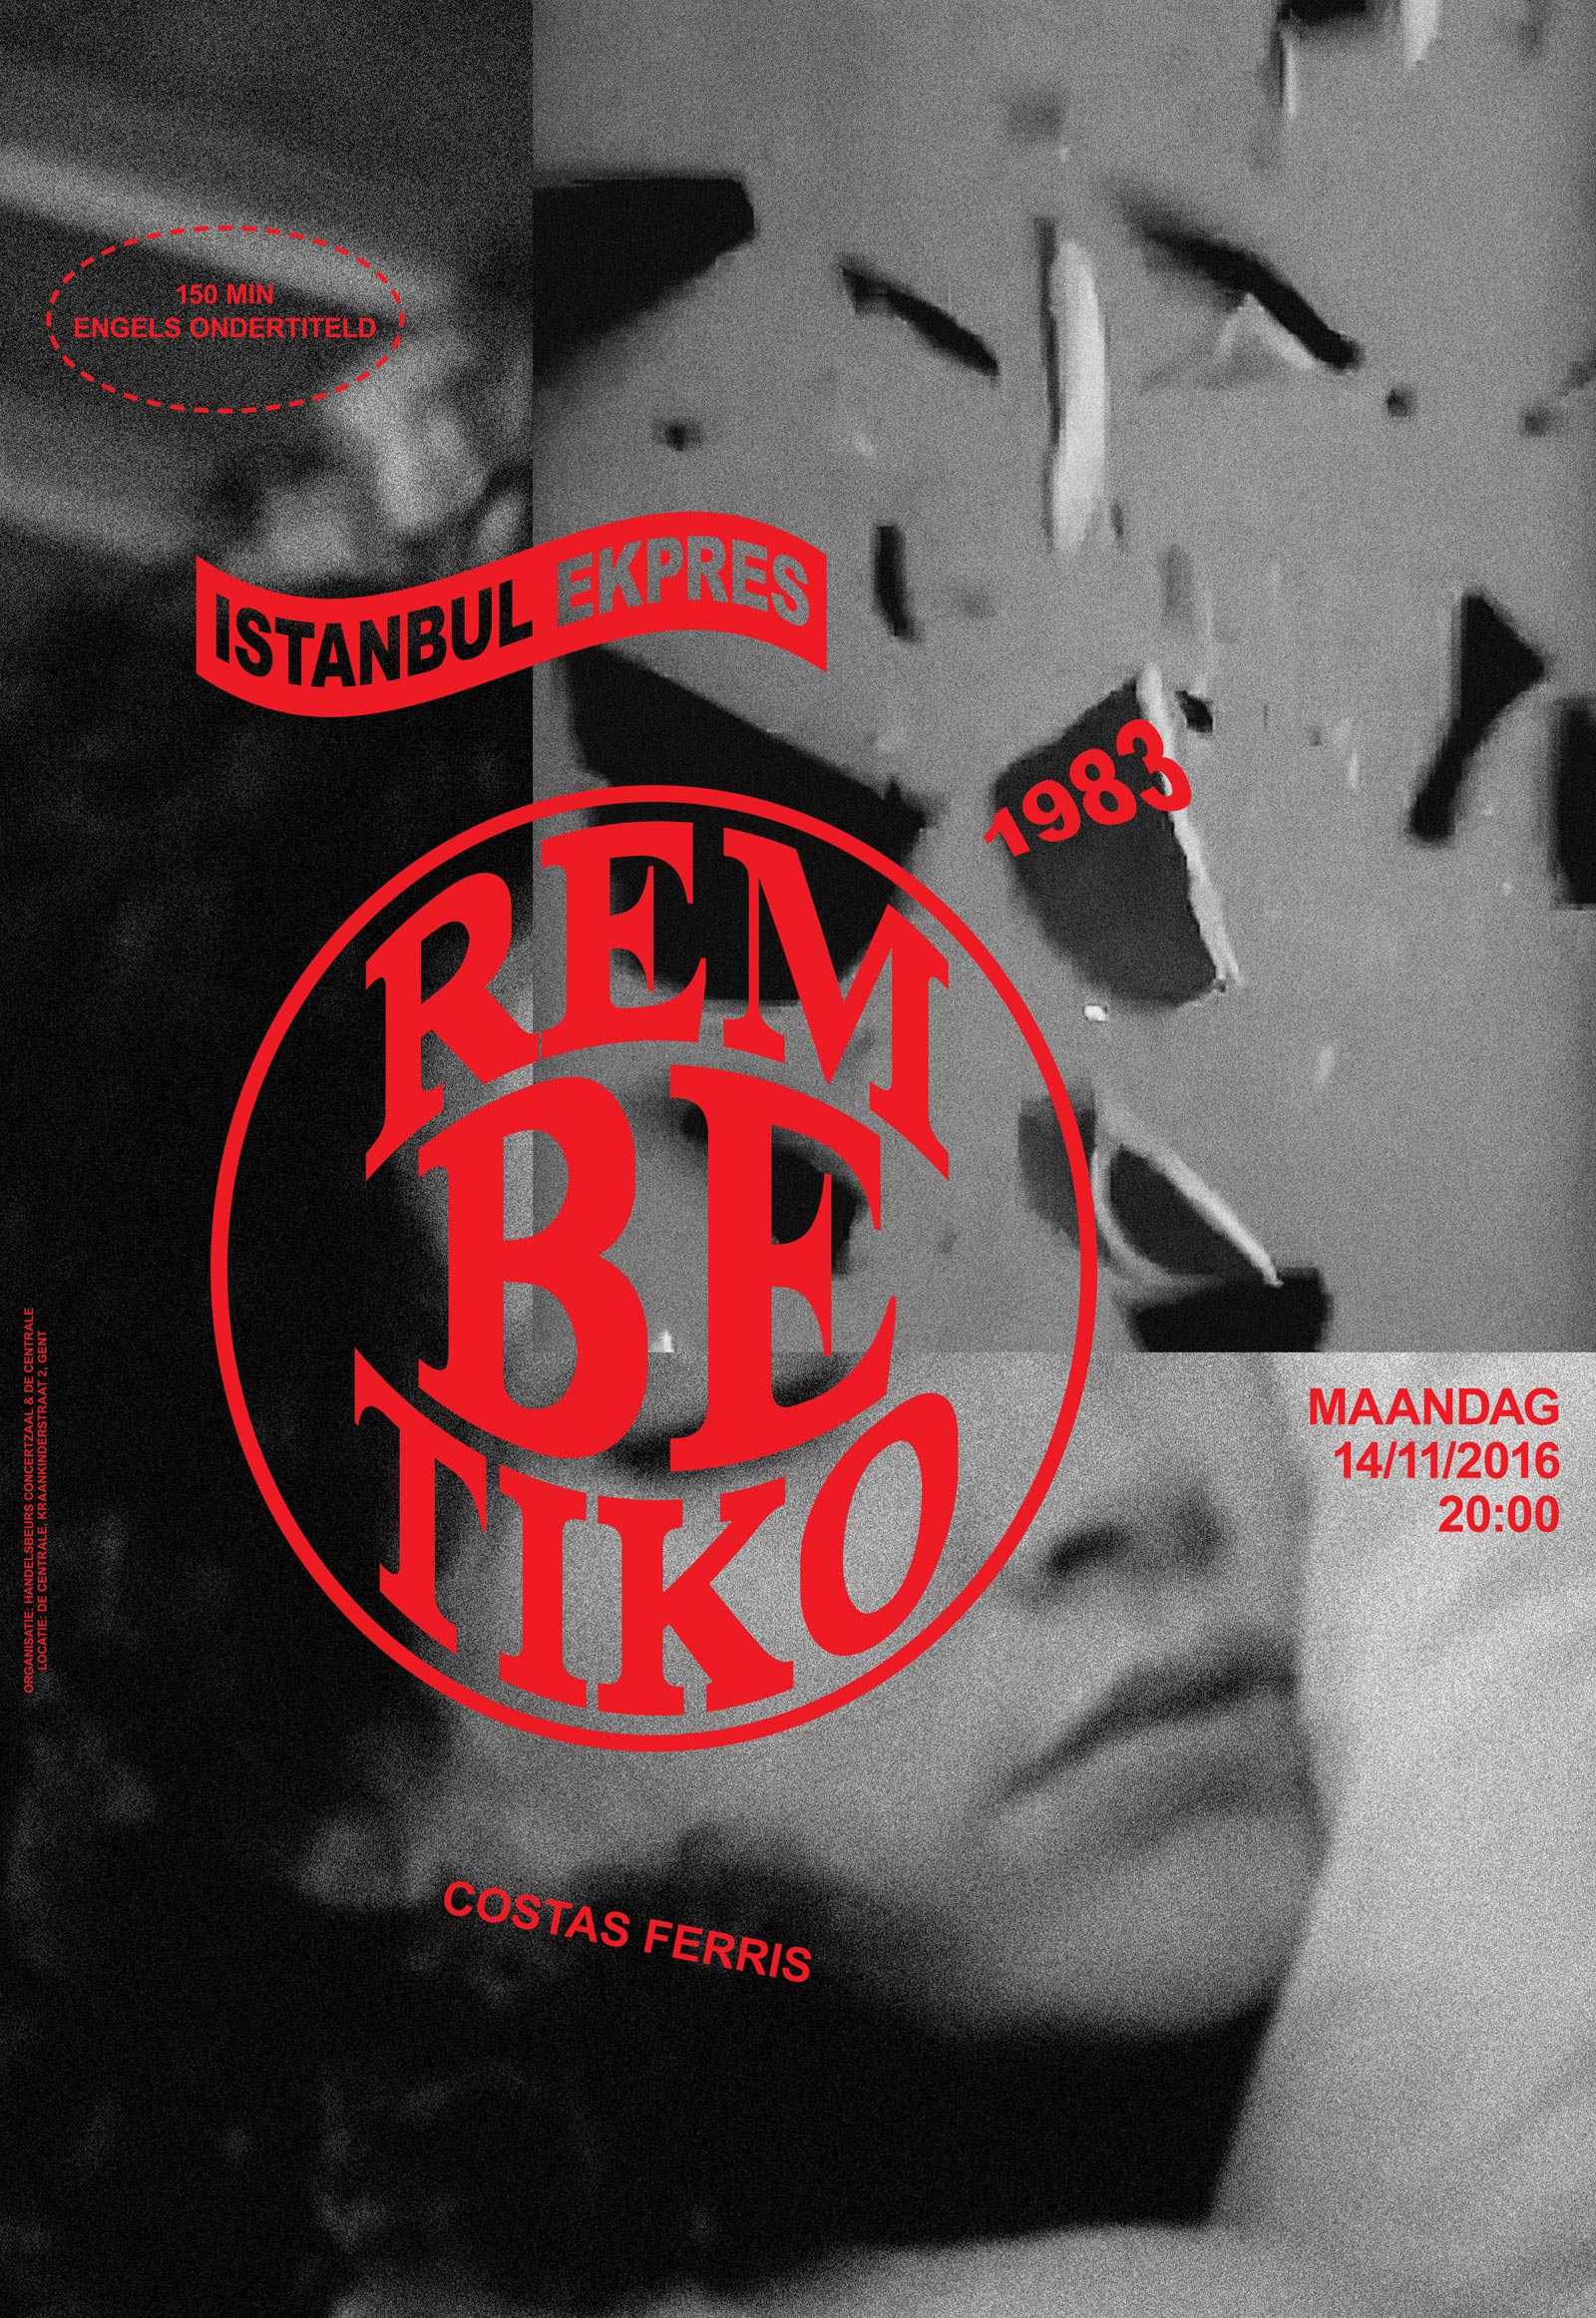 150 MIN
ENGELS ONDERTITELD
ISTANBUL EKPRES
1983
REM
BE
TIKO
MAANDAG
14/11/2016
20:00
COSTAS FERRIS
ORGANISATIE: HANDELSBEURS CONCERTZAAL & DE CENTRALE
LOCATIE: DE CENTRALE, KRAANKINDERSTRAAT 2, GENT